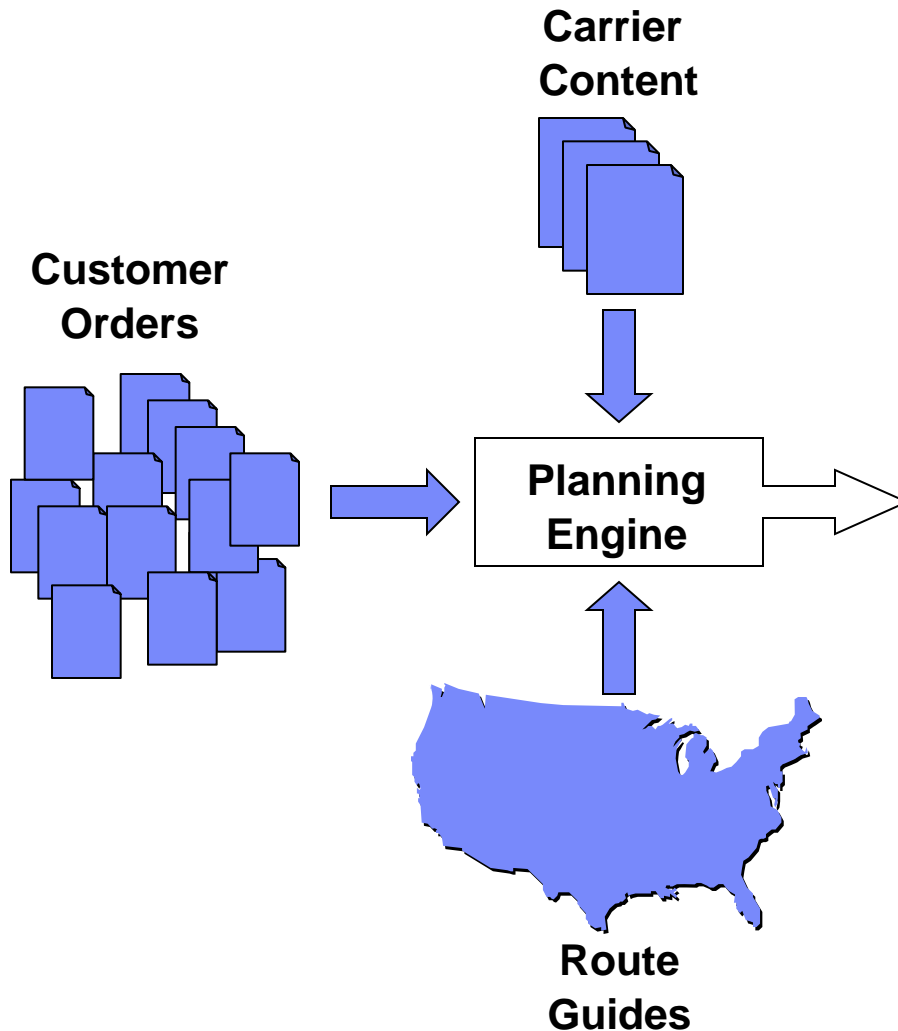 Carrier
Content
Customer
Orders
Planning
Engine
Route
Guides